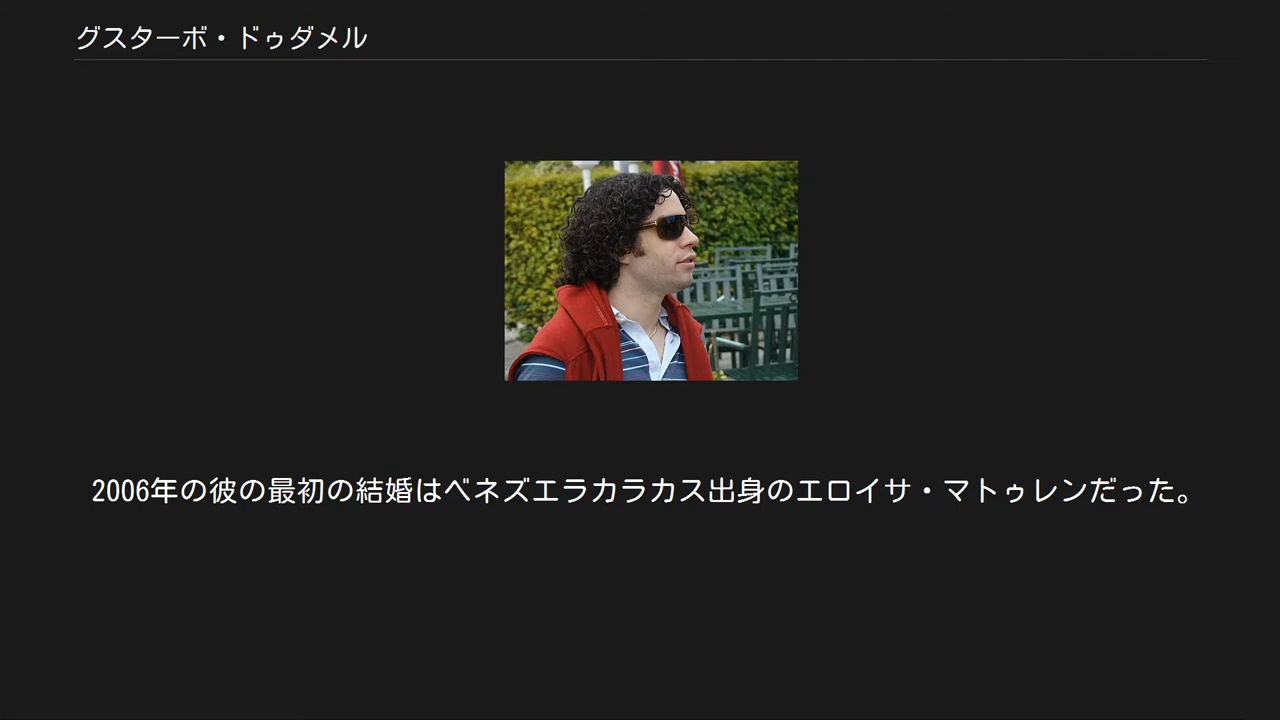 グスターボ・ドゥダメル
2006年の彼の最初の結婚はベネズエラカラカス出身のエロイサ・マトゥレンだった。